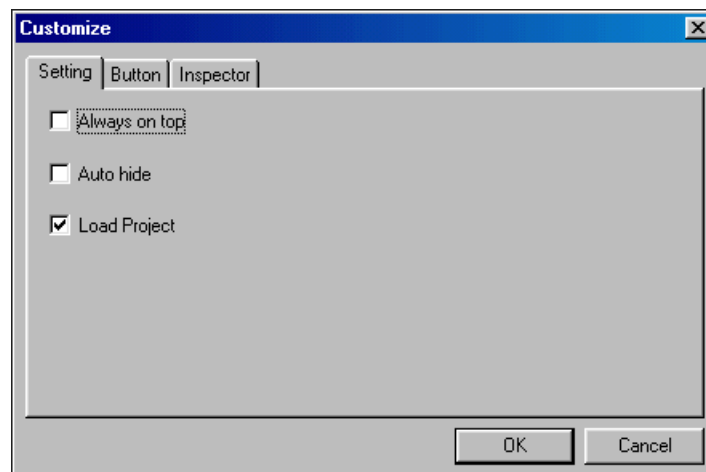 Customize
Setting Button Inspector
Always on top
Auto hide
Load Project
OK Cancel